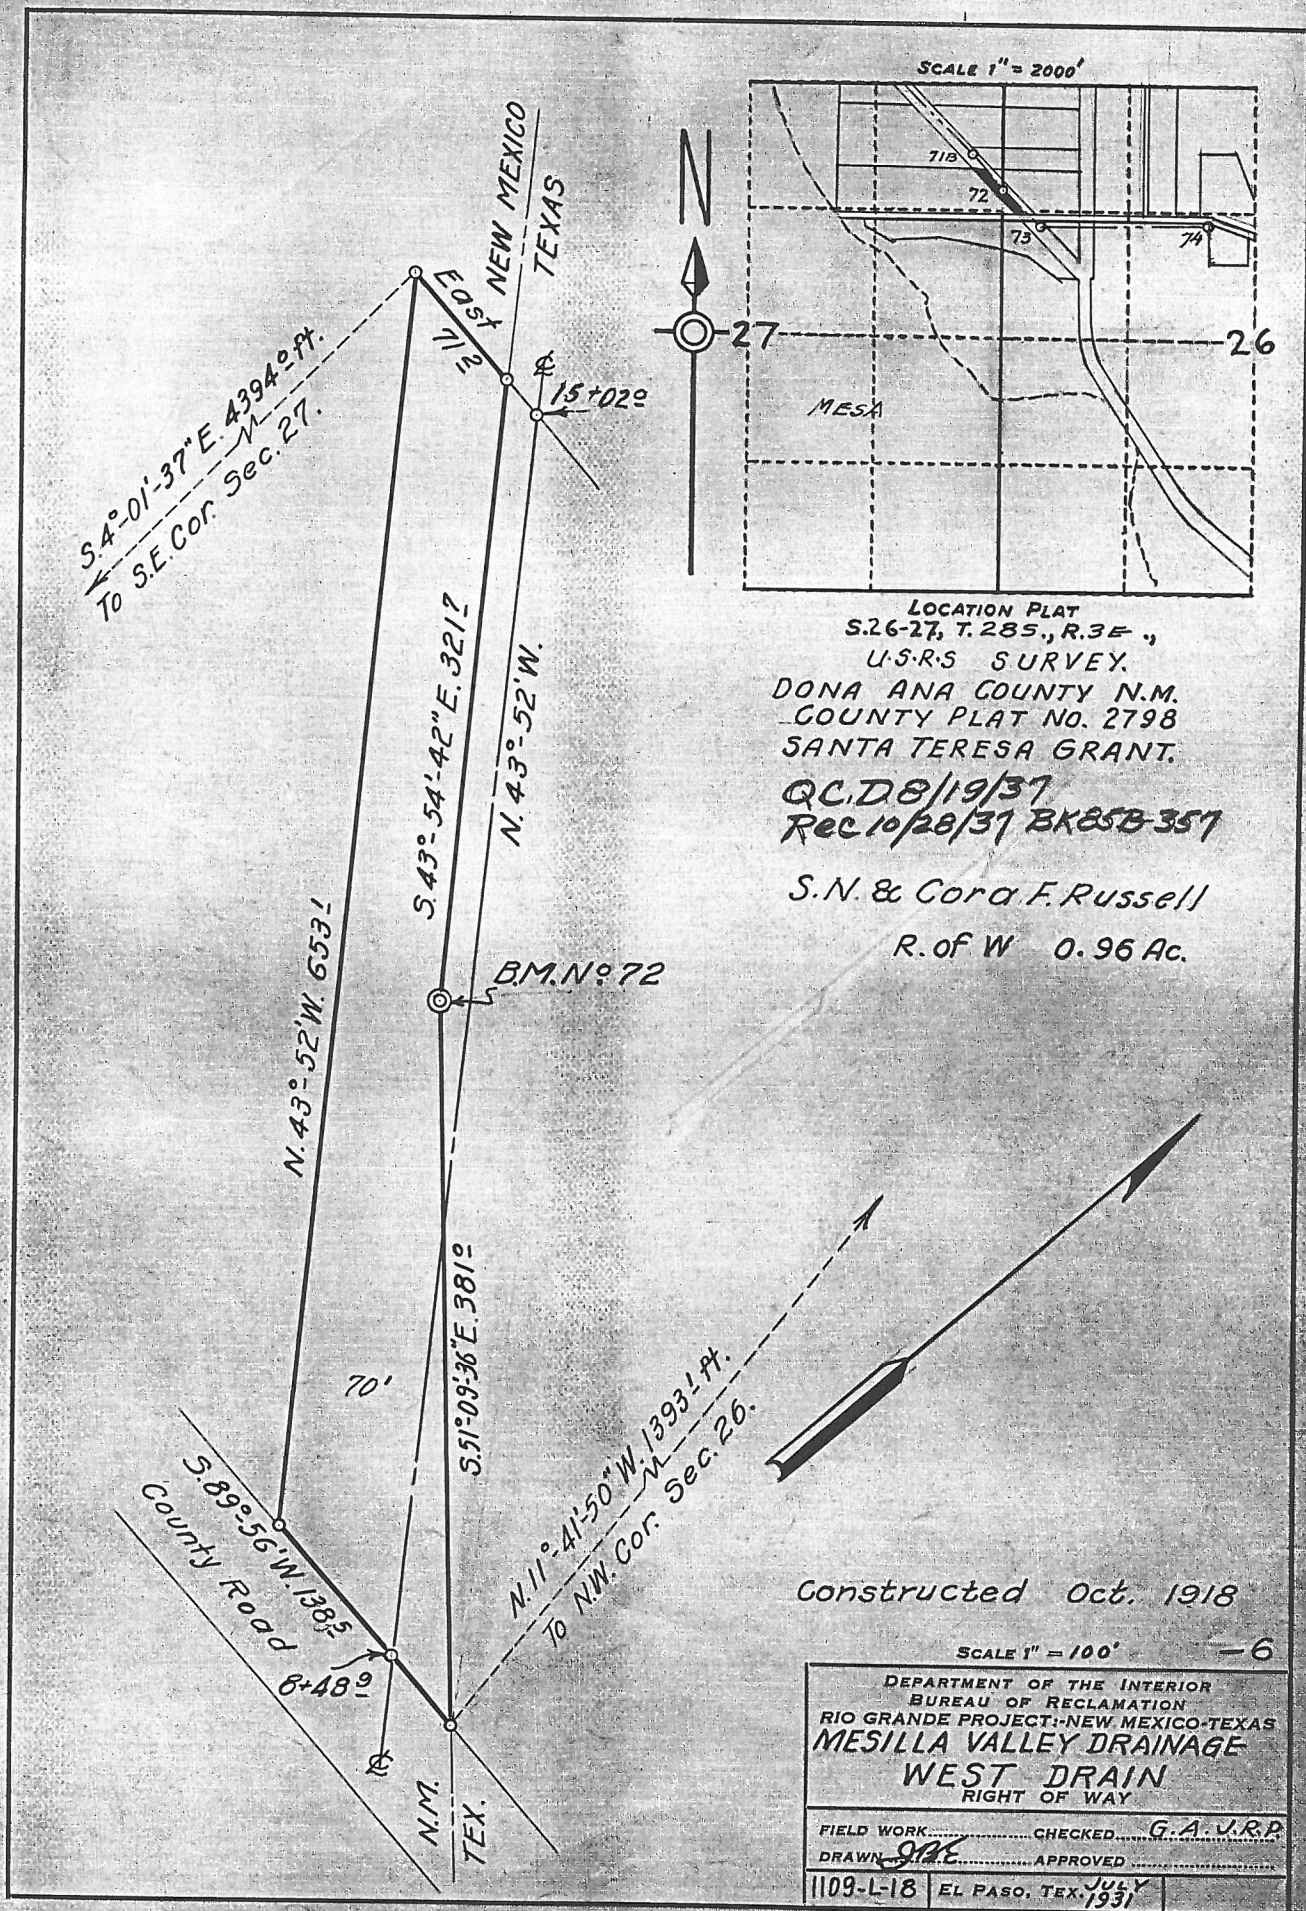 SCALE 1" = 2000'
N
71B
72
73
74
27
26
MESA
LOCATION PLAT
S.26-27, T. 28S., R.3E.,
U.S.R.S SURVEY.
DONA ANA COUNTY N.M.
COUNTY PLAT NO. 2798
SANTA TERESA GRANT.
Q.C.D 8/19/37
Rec 10/28/37 BK85B-357
S.N. & Cora F. Russell
R. of W 0.96 Ac.
NEW MEXICO
TEXAS
East
71.2
℄
15+02.0
S.4°-01'-37"E. 4394.0 ft.
To S.E. Cor. Sec. 27.
S.43°-54'-42"E. 321.7
N.43°-52'W.
N.43°-52'W. 653.1
B.M. No. 72
S.51°-09'-36"E. 381.0
70'
S.89°-56'W. 138.5
County Road
8+48.9
℄
N.M.
TEX.
N.11°-41'-50"W. 1393.1 ft.
To N.W. Cor. Sec. 26.
Constructed Oct. 1918
SCALE 1" = 100'
-6
DEPARTMENT OF THE INTERIOR
BUREAU OF RECLAMATION
RIO GRANDE PROJECT:-NEW MEXICO-TEXAS
MESILLA VALLEY DRAINAGE
WEST DRAIN
RIGHT OF WAY
FIELD WORK CHECKED G.A.V.R.P.
DRAWN APPROVED
1109-L-18 EL PASO, TEX. JULY 1931